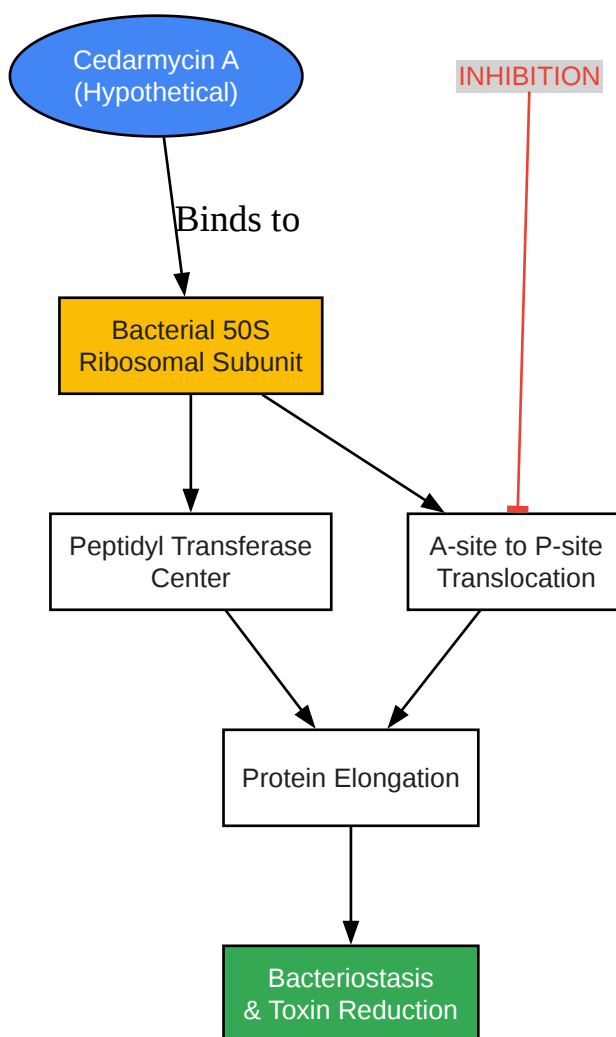 Cedarmycin A
(Hypothetical)
INHIBITION
Binds to
Bacterial 50S
Ribosomal Subunit
Peptidyl Transferase
Center
A-site to P-site
Translocation
Protein Elongation
Bacteriostasis
& Toxin Reduction